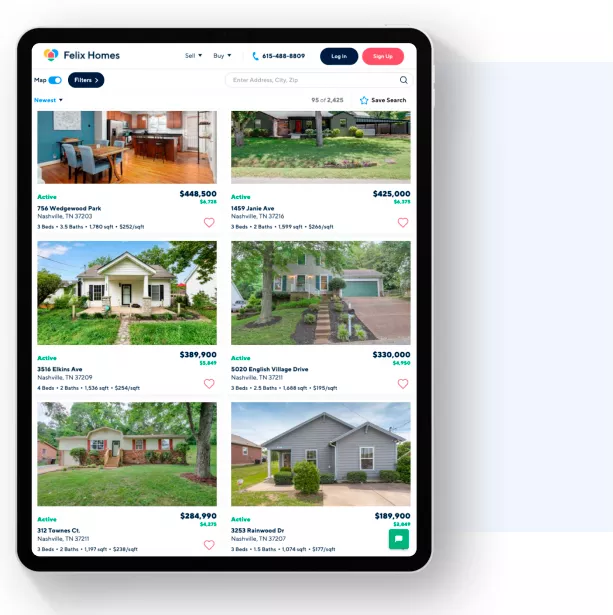 Felix Homes
Sell Buy 615-488-8809 Log In Sign Up
Map Filters Enter Address, City, Zip
Newest 95 of 2,625 Save Search
Active $448,500
$6,728
756 Wedgewood Park
Nashville, TN 37203
3 Beds • 3.5 Baths • 1,780 sqft • $252/sqft
Active $425,000
$6,375
1459 Janie Ave
Nashville, TN 37216
3 Beds • 2 Baths • 1,599 sqft • $266/sqft
Active $389,900
$5,849
3516 Elkins Ave
Nashville, TN 37209
4 Beds • 2 Baths • 1,536 sqft • $254/sqft
Active $330,000
$4,950
5020 English Village Drive
Nashville, TN 37211
3 Beds • 2.5 Baths • 1,688 sqft • $195/sqft
Active $284,990
$4,275
312 Townes Ct.
Nashville, TN 37211
3 Beds • 2 Baths • 1,197 sqft • $238/sqft
Active $189,900
3253 Rainwood Dr
Nashville, TN 37207
3 Beds • 1.5 Baths • 1,074 sqft • $177/sqft